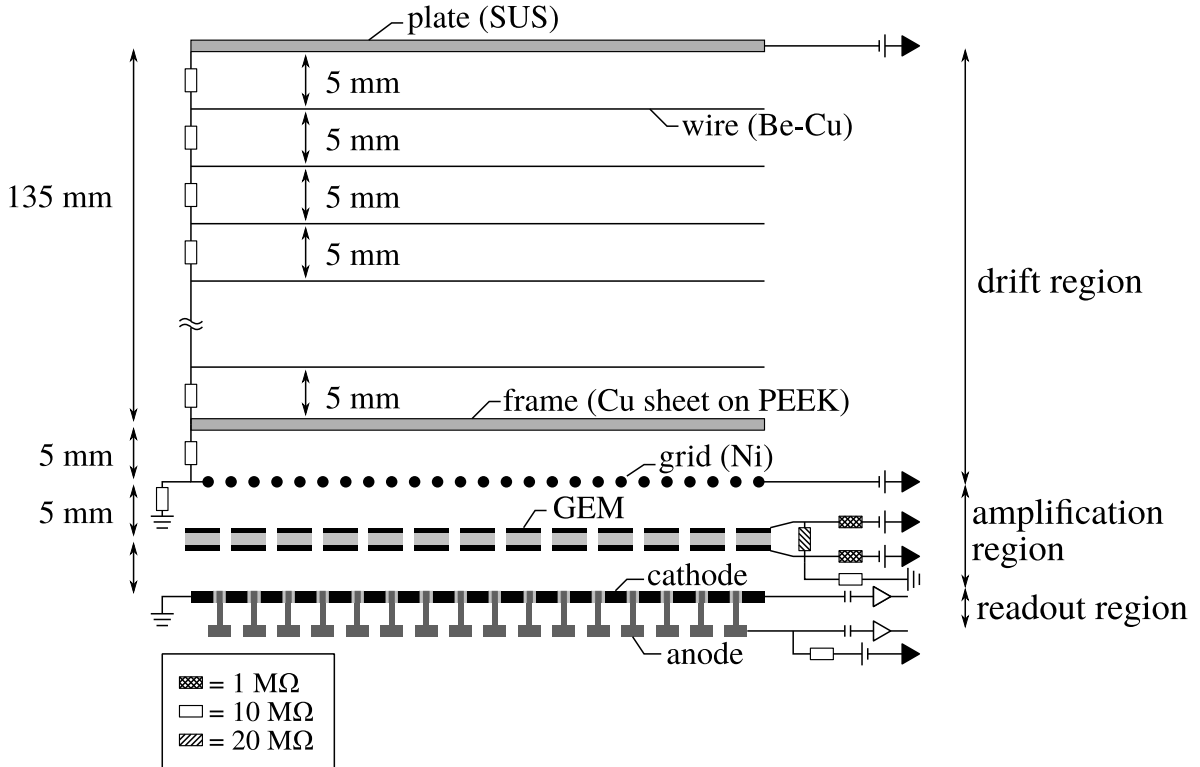 plate (SUS)
5 mm
wire (Be-Cu)
5 mm
135 mm
5 mm
5 mm
drift region
5 mm
frame (Cu sheet on PEEK)
5 mm
grid (Ni)
5 mm
GEM
amplification
region
cathode
readout region
anode
= 1 MΩ
= 10 MΩ
= 20 MΩ